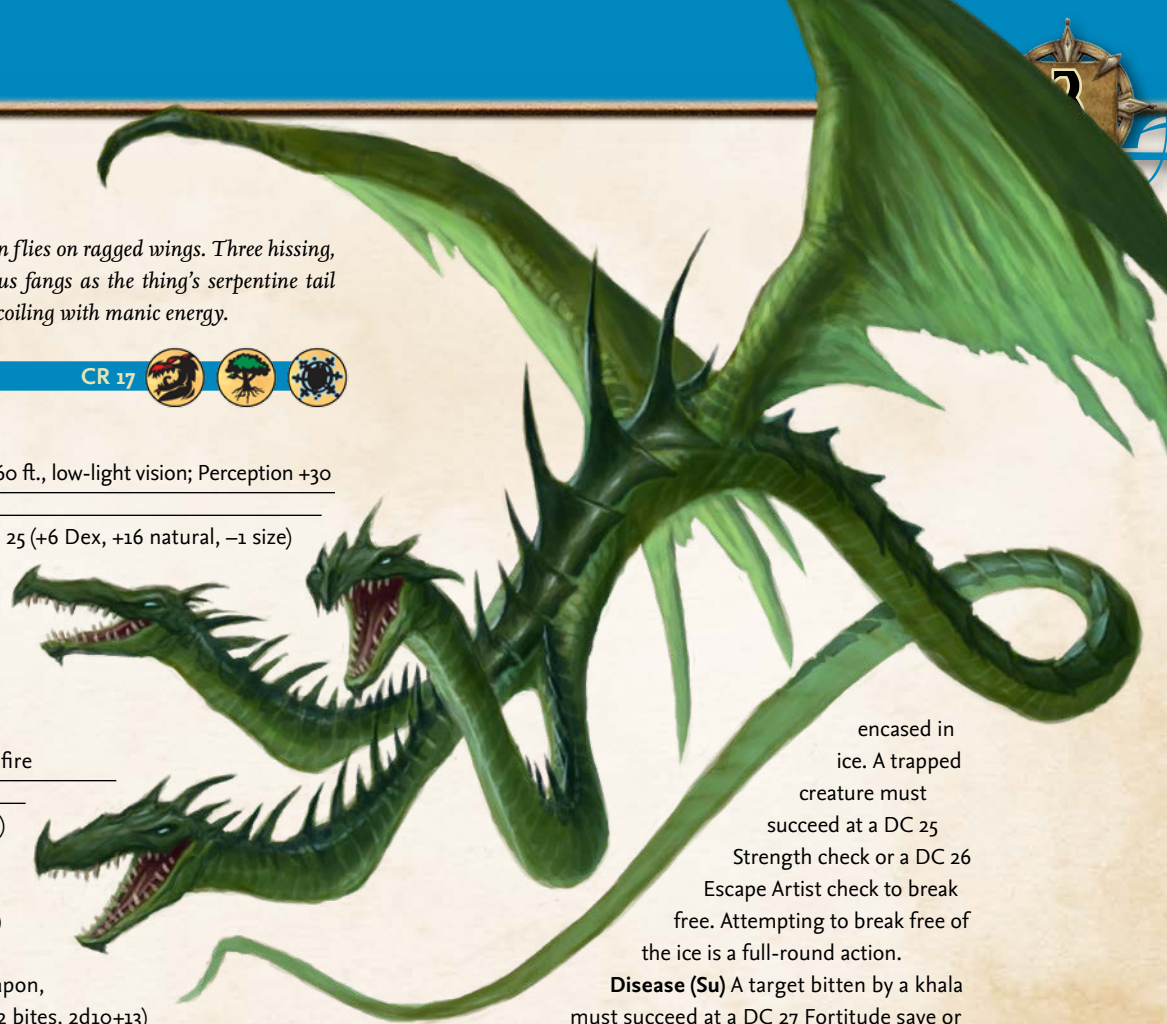 n flies on ragged wings. Three hissing,
us fangs as the thing's serpentine tail
coiling with manic energy.
CR 17
60 ft., low-light vision; Perception +30
25 (+6 Dex, +16 natural, –1 size)
fire
)
)
apon,
2 bites, 2d10+13)
encased in
ice. A trapped
creature must
succeed at a DC 25
Strength check or a DC 26
Escape Artist check to break
free. Attempting to break free of
the ice is a full-round action.
Disease (Su) A target bitten by a khala
must succeed at a DC 27 Fortitude save or